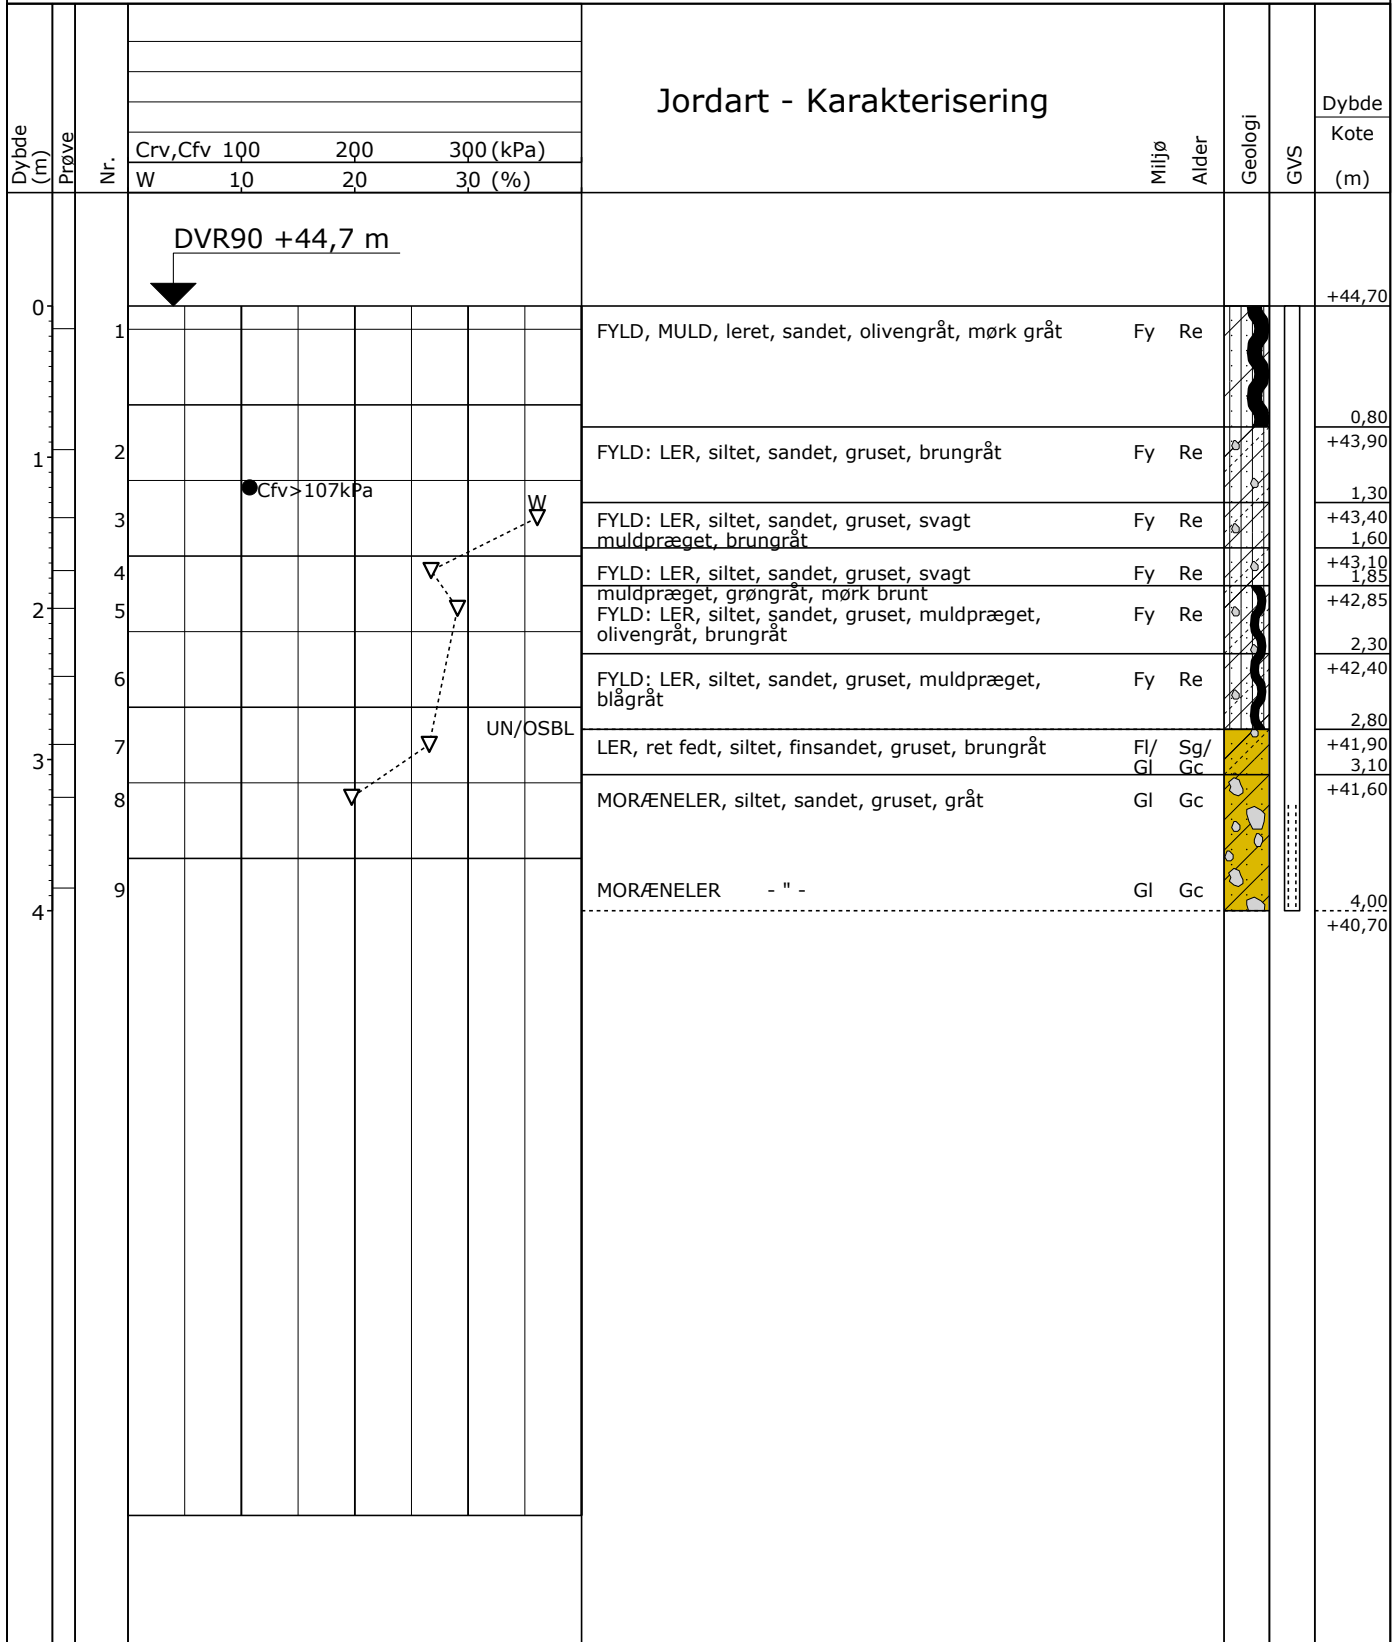 Jordart - Karakterisering
Dybde (m)
Prøve
Nr.
Crv,Cfv 100 200 300 (kPa)
W 10 20 30 (%)
Miljø
Alder
Geologi
GVS
Dybde
Kote
(m)
DVR90 +44,7 m
0
+44,70
1 FYLD, MULD, leret, sandet, olivengråt, mørk gråt Fy Re
0,80
+43,90
2 FYLD: LER, siltet, sandet, gruset, brungråt Fy Re
1
Cfv>107kPa
1,30
W
+43,40
3 FYLD: LER, siltet, sandet, gruset, svagt Fy Re
muldpræget, brungråt
1,60
+43,10
4 FYLD: LER, siltet, sandet, gruset, svagt Fy Re
1,85
muldpræget, grøngråt, mørk brunt
+42,85
2
5 FYLD: LER, siltet, sandet, gruset, muldpræget, Fy Re
olivengråt, brungråt
2,30
+42,40
6 FYLD: LER, siltet, sandet, gruset, muldpræget, Fy Re
blågråt
2,80
UN/OSBL
+41,90
7 LER, ret fedt, siltet, finsandet, gruset, brungråt Fl/ Sg/
Gl Gc
3
3,10
+41,60
8 MORÆNELER, siltet, sandet, gruset, gråt Gl Gc
9 MORÆNELER - " - Gl Gc
4
4,00
+40,70